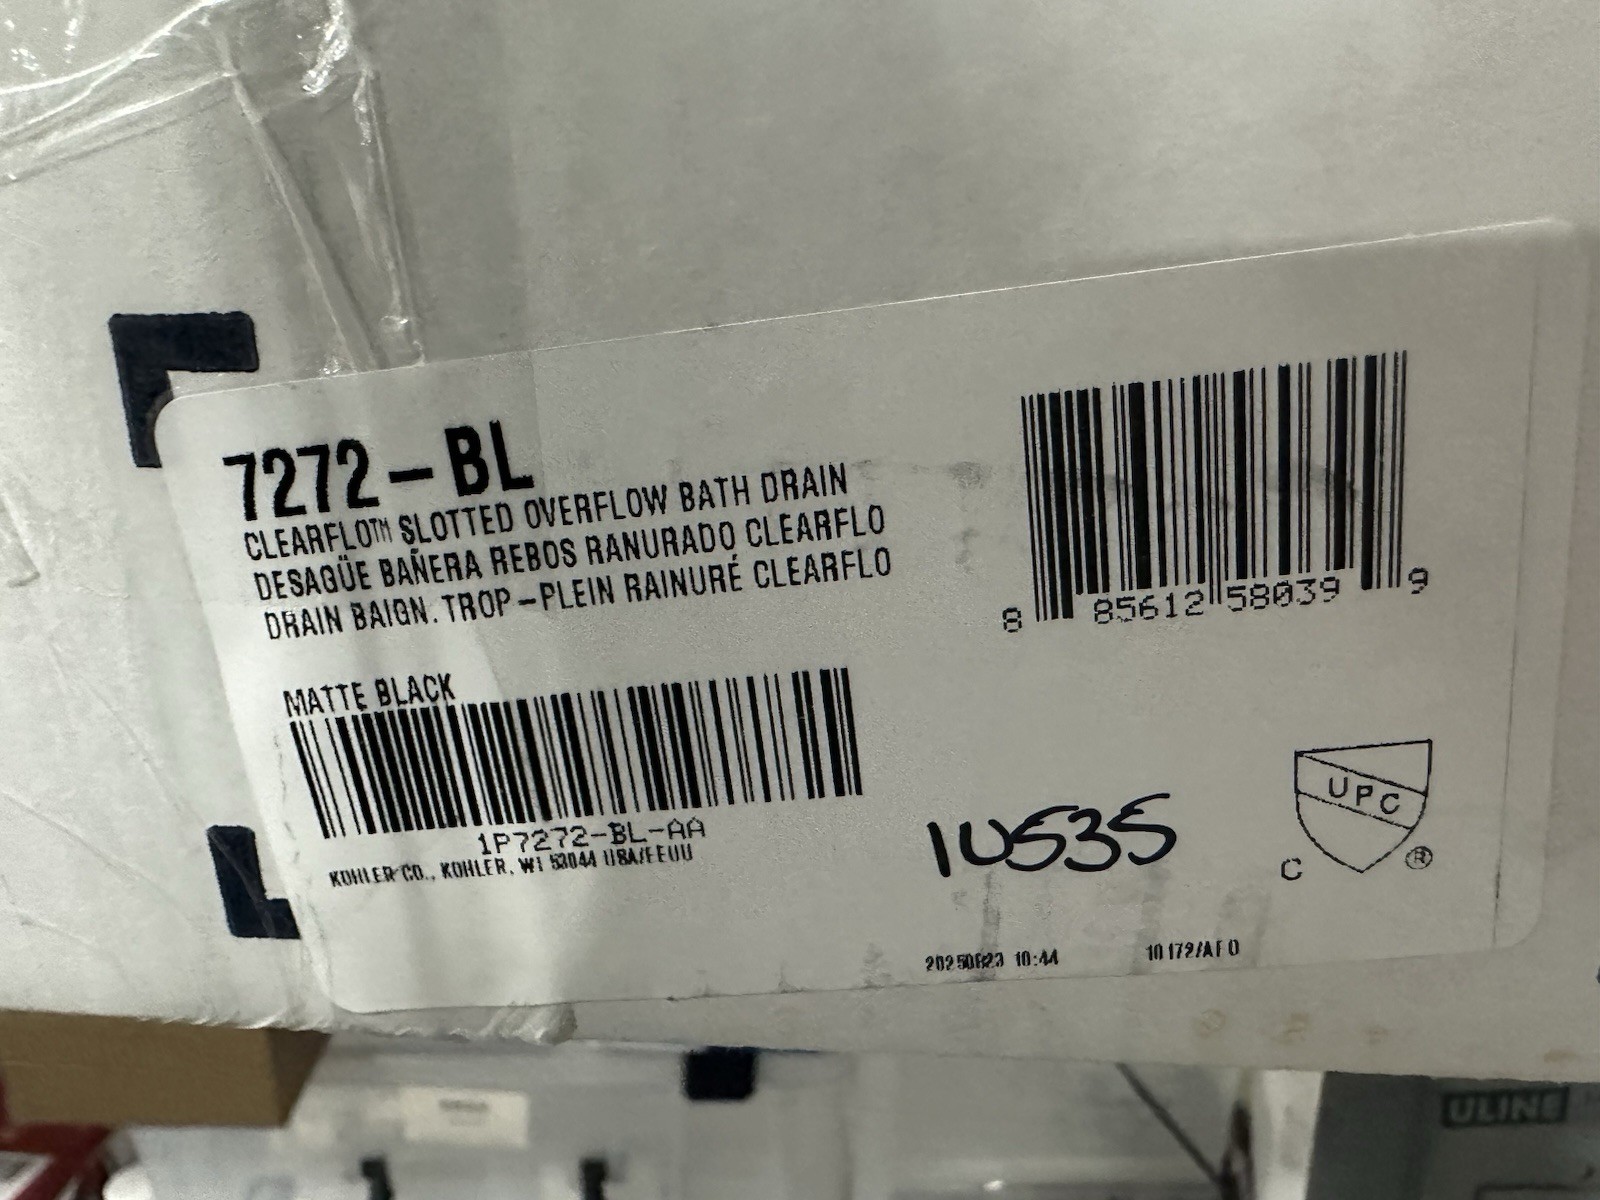 7272-BL
CLEARFLO™ SLOTTED OVERFLOW BATH DRAIN
DESAGÜE BAÑERA REBOS RANURADO CLEARFLO
DRAIN BAIGN. TROP-PLEIN RAINURÉ CLEARFLO
MATTE BLACK
1P7272-BL-AA
KOHLER CO., KOHLER, WI 53044 USA/EEUU
8 85612 58039 9
10535
UPC
C ®
20250823 10:44
ULINE